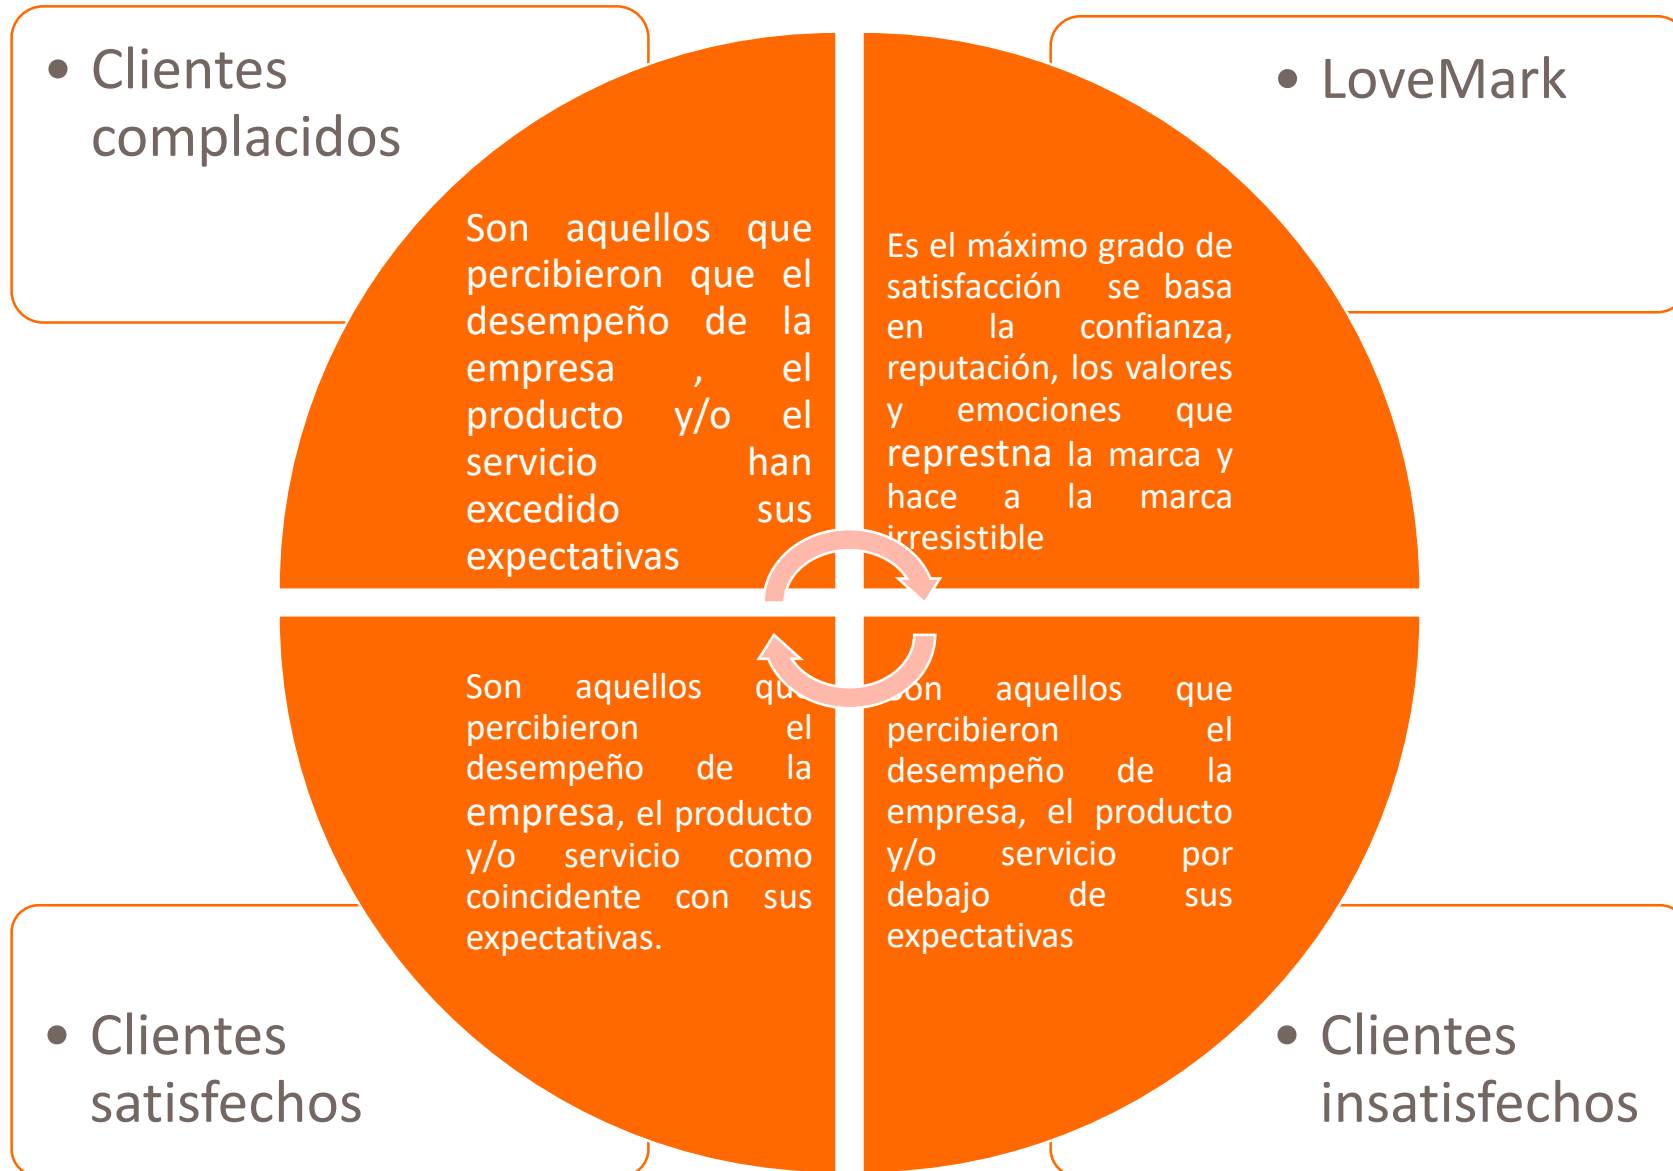 • Clientes
complacidos
• LoveMark
Son aquellos que
percibieron que el
desempeño de la
empresa , el
producto y/o el
servicio han
excedido sus
expectativas
Es el máximo grado de
satisfacción se basa
en la confianza,
reputación, los valores
y emociones que
represtna la marca y
hace a la marca
irresistible
Son aquellos que
percibieron el
desempeño de la
empresa, el producto
y/o servicio como
coincidente con sus
expectativas.
Son aquellos que
percibieron el
desempeño de la
empresa, el producto
y/o servicio por
debajo de sus
expectativas
• Clientes
satisfechos
• Clientes
insatisfechos